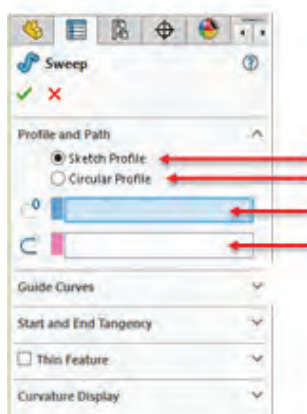 Sweep
Profile and Path
Sketch Profile
Circular Profile
Guide Curves
Start and End Tangency
Thin Feature
Curvature Display